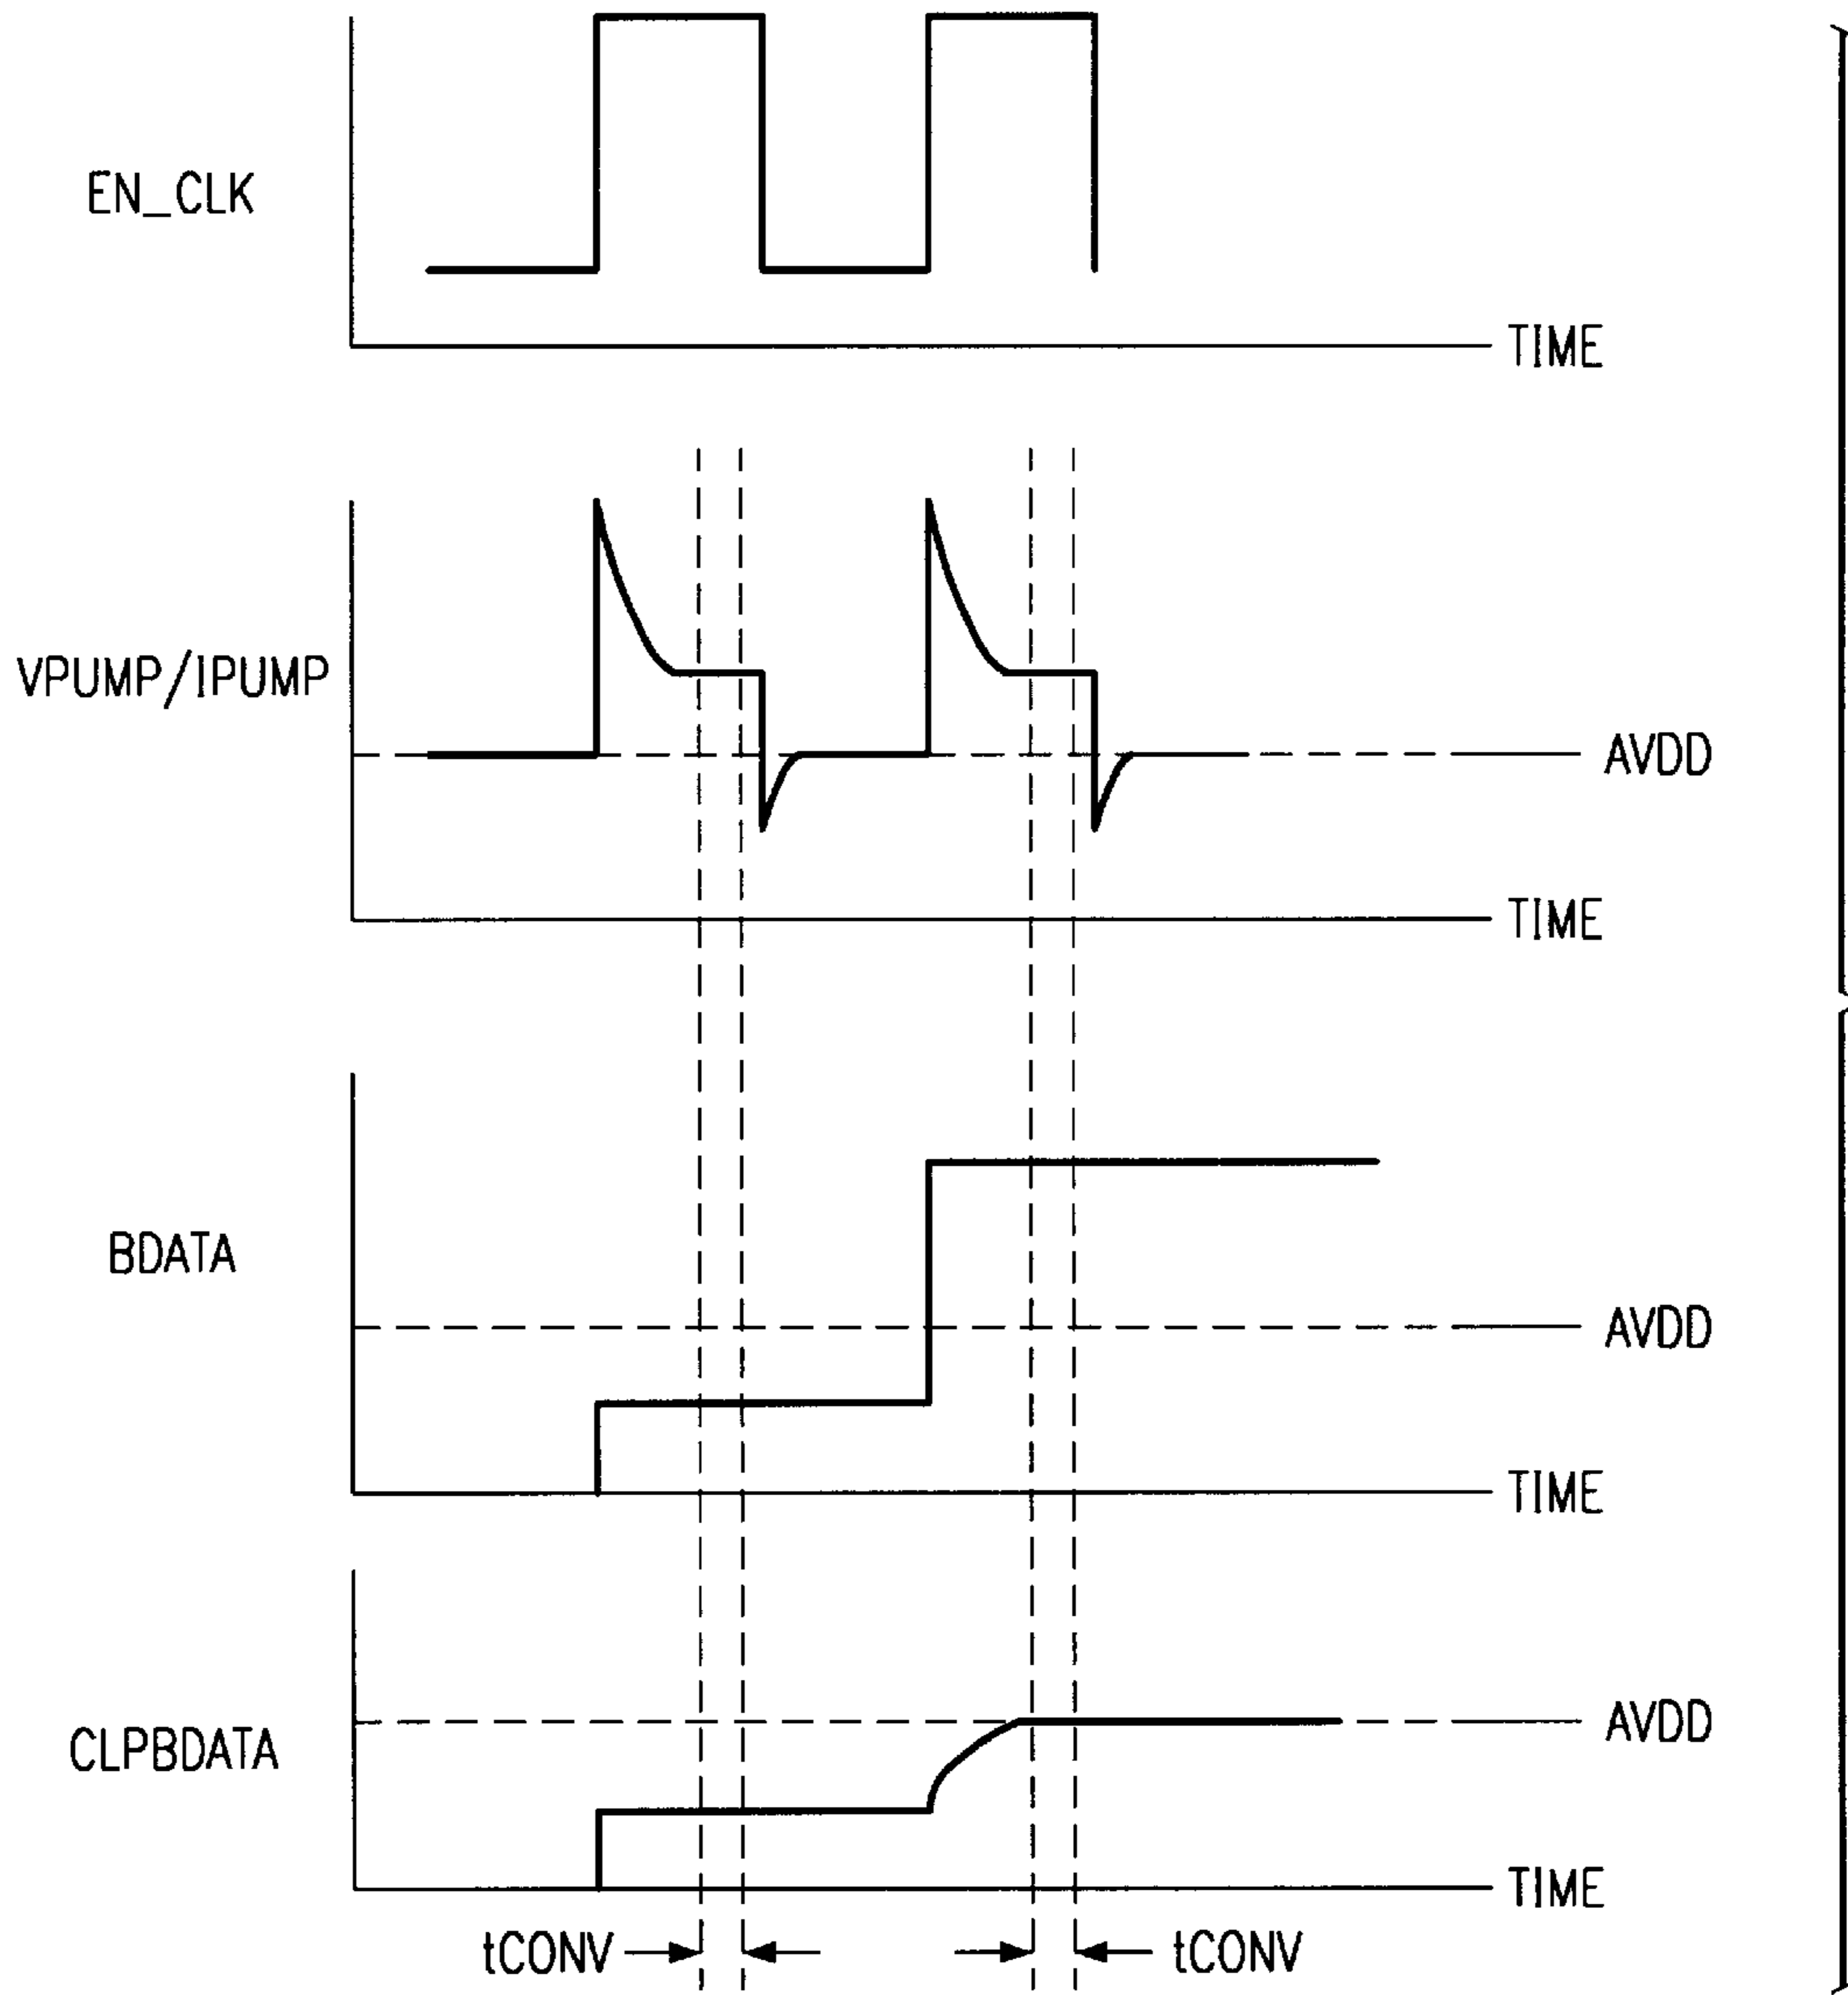 EN_CLK
TIME
VPUMP/IPUMP
AVDD
TIME
BDATA
AVDD
TIME
CLPBDATA
AVDD
TIME
tCONV
tCONV